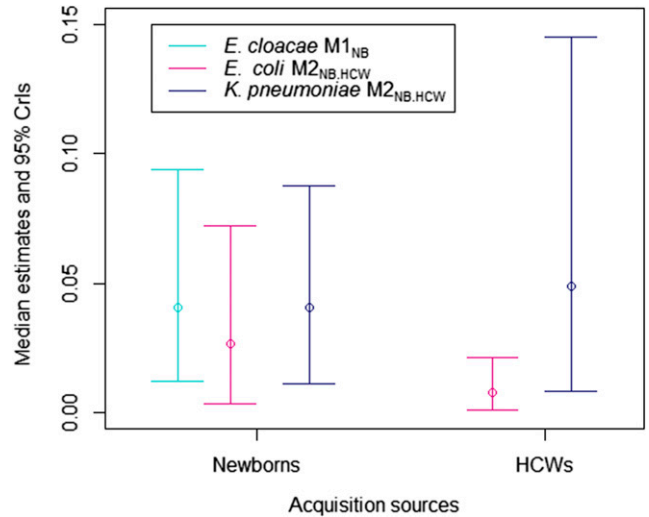 Median estimates and 95% CrIs
0.15
0.10
0.05
0.00
E. cloacae M1NB
E. coli M2NB.HCW
K. pneumoniae M2NB.HCW
Newborns
HCWs
Acquisition sources